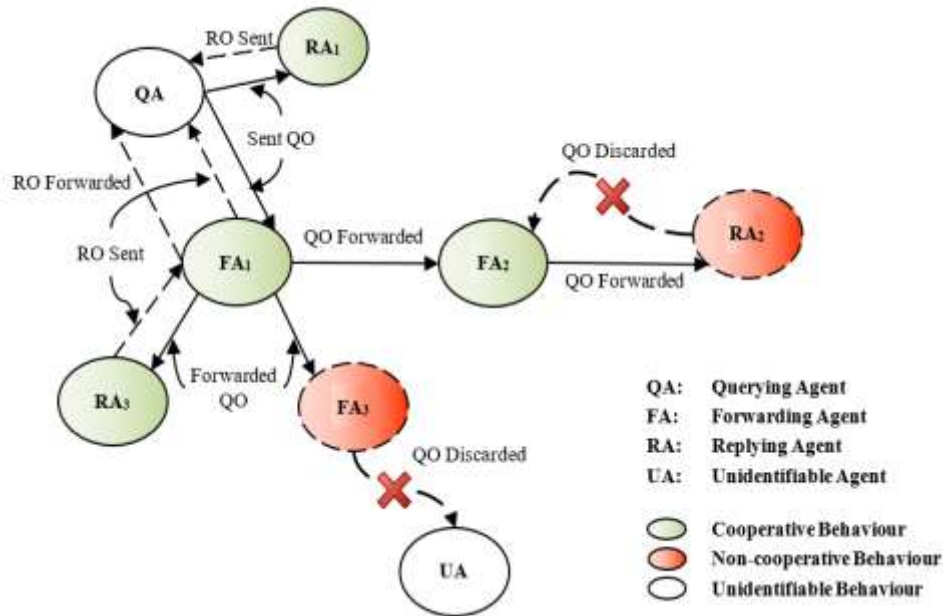 RO Sent
RA1
QA
Sent QO
QO Discarded
RO Forwarded
RA2
RO Sent
QO Forwarded
FA1
FA2
QO Forwarded
Forwarded
QO
RA3
FA3
QO Discarded
UA
QA: Querying Agent
FA: Forwarding Agent
RA: Replying Agent
UA: Unidentifiable Agent
Cooperative Behaviour
Non-cooperative Behaviour
Unidentifiable Behaviour